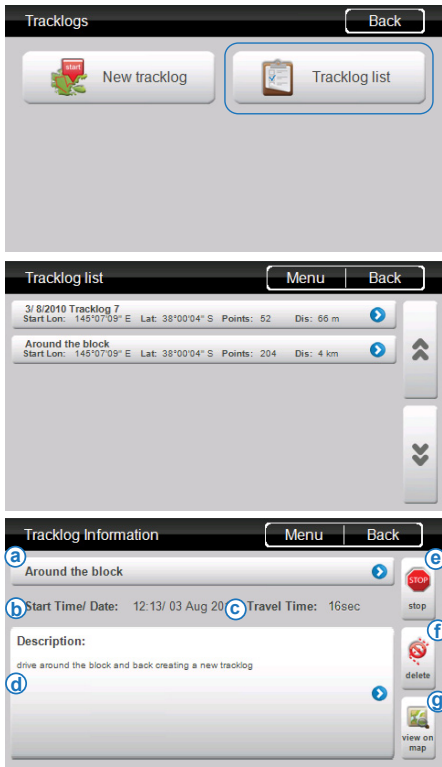 Tracklogs Back
start
New tracklog Tracklog list
Tracklog list Menu Back
3/ 8/2010 Tracklog 7
Start Lon: 145°07'09" E Lat: 38°00'04" S Points: 52 Dis: 66 m
Around the block
Start Lon: 145°07'09" E Lat: 38°00'04" S Points: 204 Dis: 4 km
Tracklog Information Menu Back
a
e
Around the block
STOP
stop
b Start Time/ Date: 12:13/ 03 Aug c Travel Time: 16sec
f
Description:
drive around the block and back creating a new tracklog
delete
d
g
view on
map